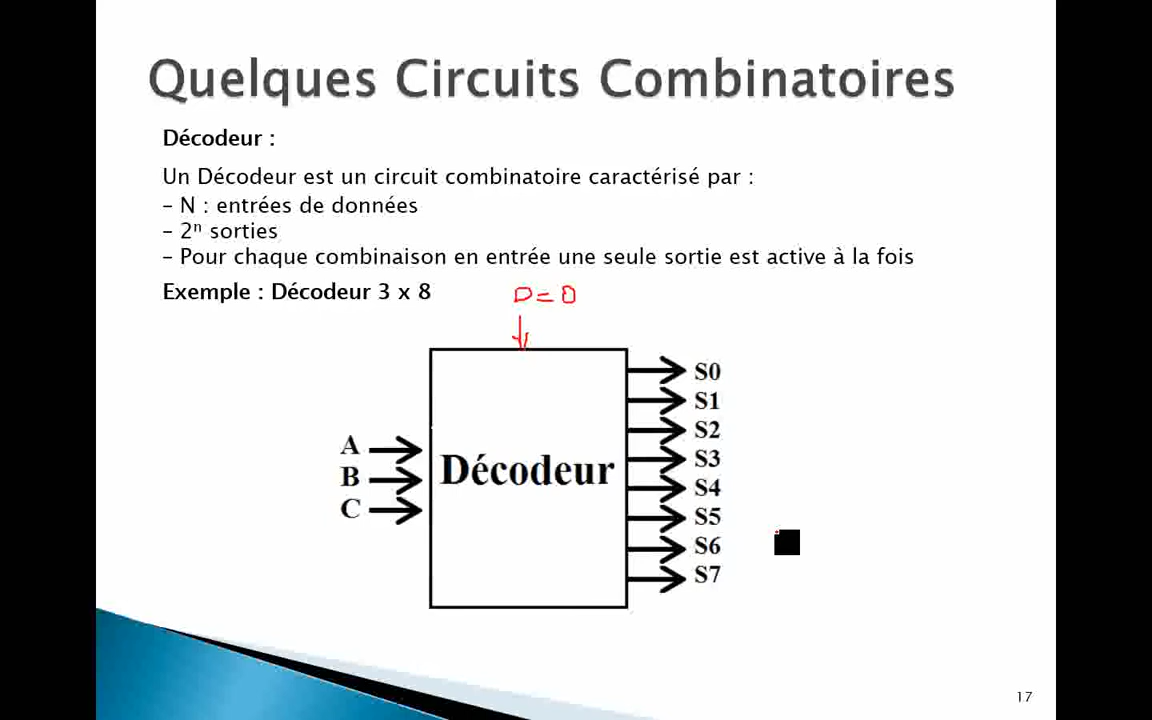 Quelques Circuits Combinatoires
Décodeur :
Un Décodeur est un circuit combinatoire caractérisé par :
– N : entrées de données
– 2ⁿ sorties
– Pour chaque combinaison en entrée une seule sortie est active à la fois
Exemple : Décodeur 3 x 8
D = 0
S0
S1
S2
A
S3
B
Décodeur
S4
C
S5
S6
S7
17